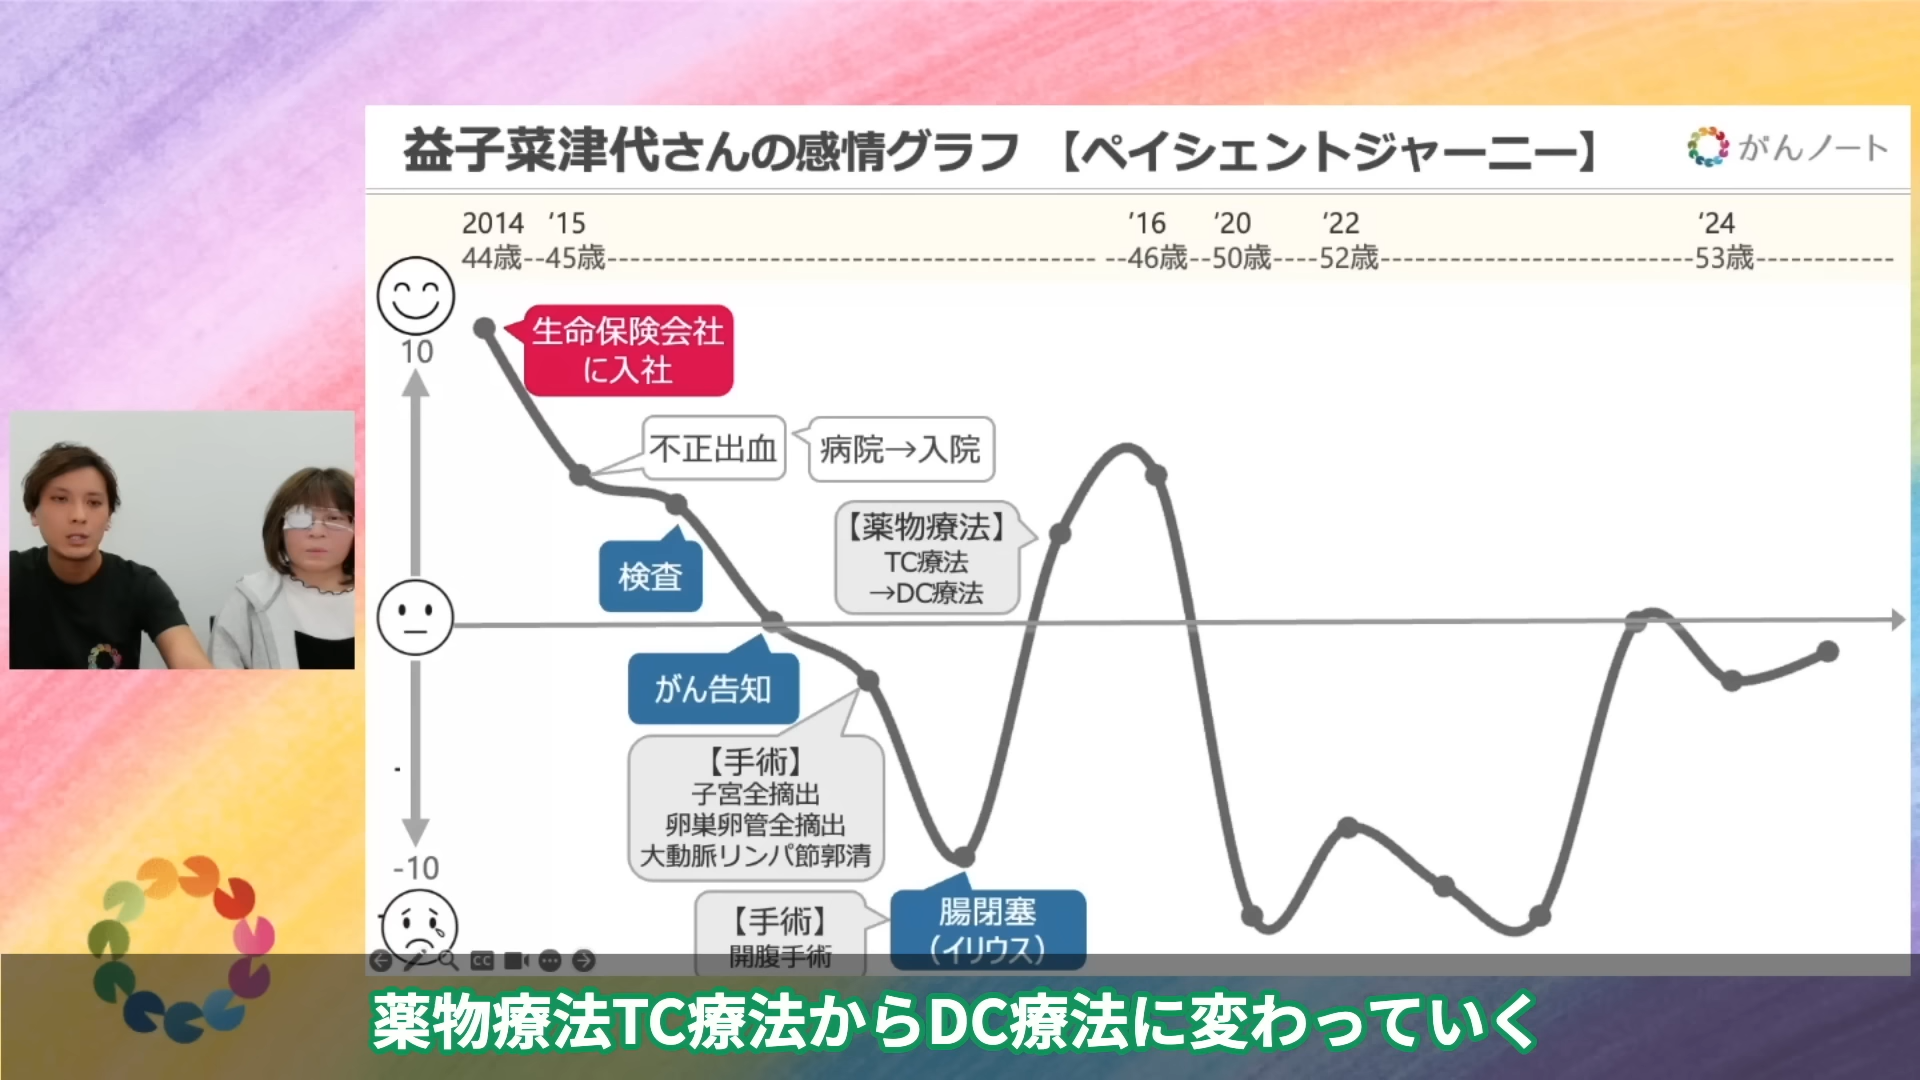 益子菜津代さんの感情グラフ 【ペイシェントジャーニー】
がんノート
2014 ‘15 ‘16 ‘20 ‘22 ‘24
44歳--45歳---46歳--50歳----52歳---53歳---
10
生命保険会社
に入社
不正出血
病院→入院
【薬物療法】
TC療法
→DC療法
検査
がん告知
【手術】
子宮全摘出
卵巣卵管全摘出
大動脈リンパ節郭清
-10
腸閉塞
（イリウス）
【手術】
開腹手術
CC
薬物療法TC療法からDC療法に変わっていく